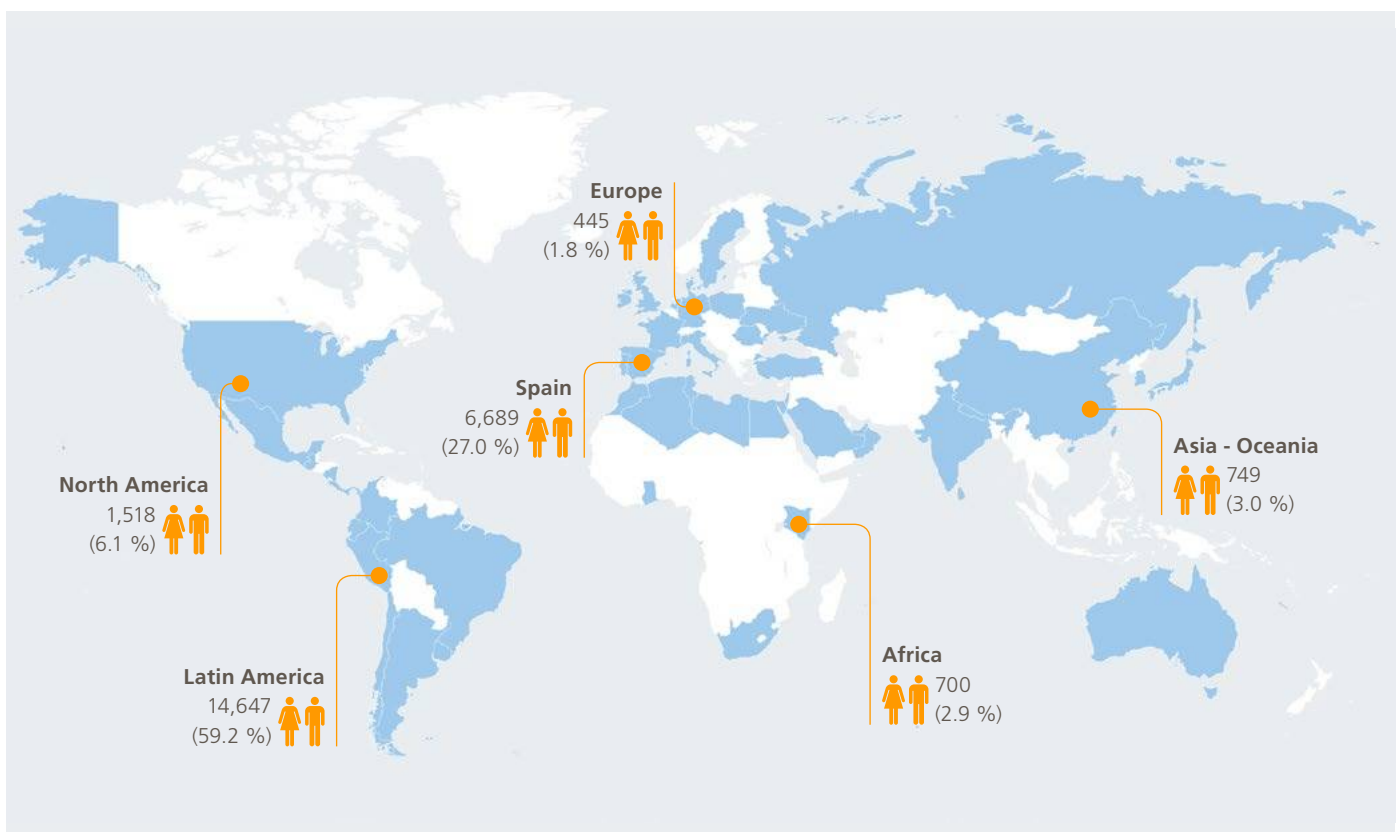 Europe
445
(1.8 %)
Spain
6,689
(27.0 %)
Asia - Oceania
749
(3.0 %)
North America
1,518
(6.1 %)
Africa
700
(2.9 %)
Latin America
14,647
(59.2 %)